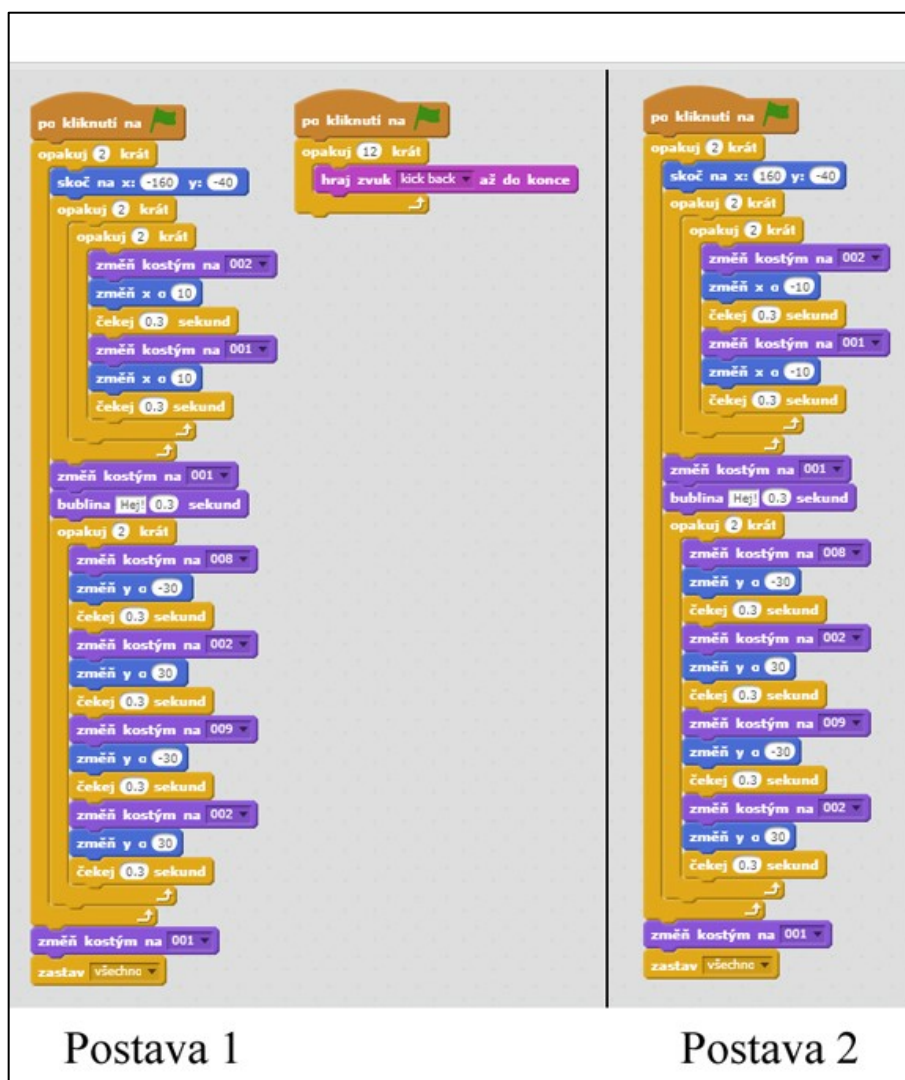 po kliknutí na
opakuj 2 krát
skoč na x: -160 y: -40
opakuj 2 krát
opakuj 2 krát
změň kostým na 002
změň x o 10
čekej 0.3 sekund
změň kostým na 001
změň x o 10
čekej 0.3 sekund
změň kostým na 001
bublina Hej! 0.3 sekund
opakuj 2 krát
změň kostým na 008
změň y o -30
čekej 0.3 sekund
změň kostým na 002
změň y o 30
čekej 0.3 sekund
změň kostým na 009
změň y o -30
čekej 0.3 sekund
změň kostým na 002
změň y o 30
čekej 0.3 sekund
změň kostým na 001
zastav všechno
po kliknutí na
opakuj 12 krát
hraj zvuk kick back až do konce
Postava 1
po kliknutí na
opakuj 2 krát
skoč na x: 160 y: -40
opakuj 2 krát
opakuj 2 krát
změň kostým na 002
změň x o -10
čekej 0.3 sekund
změň kostým na 001
změň x o -10
čekej 0.3 sekund
změň kostým na 001
bublina Hej! 0.3 sekund
opakuj 2 krát
změň kostým na 008
změň y o -30
čekej 0.3 sekund
změň kostým na 002
změň y o 30
čekej 0.3 sekund
změň kostým na 009
změň y o -30
čekej 0.3 sekund
změň kostým na 002
změň y o 30
čekej 0.3 sekund
změň kostým na 001
zastav všechno
Postava 2